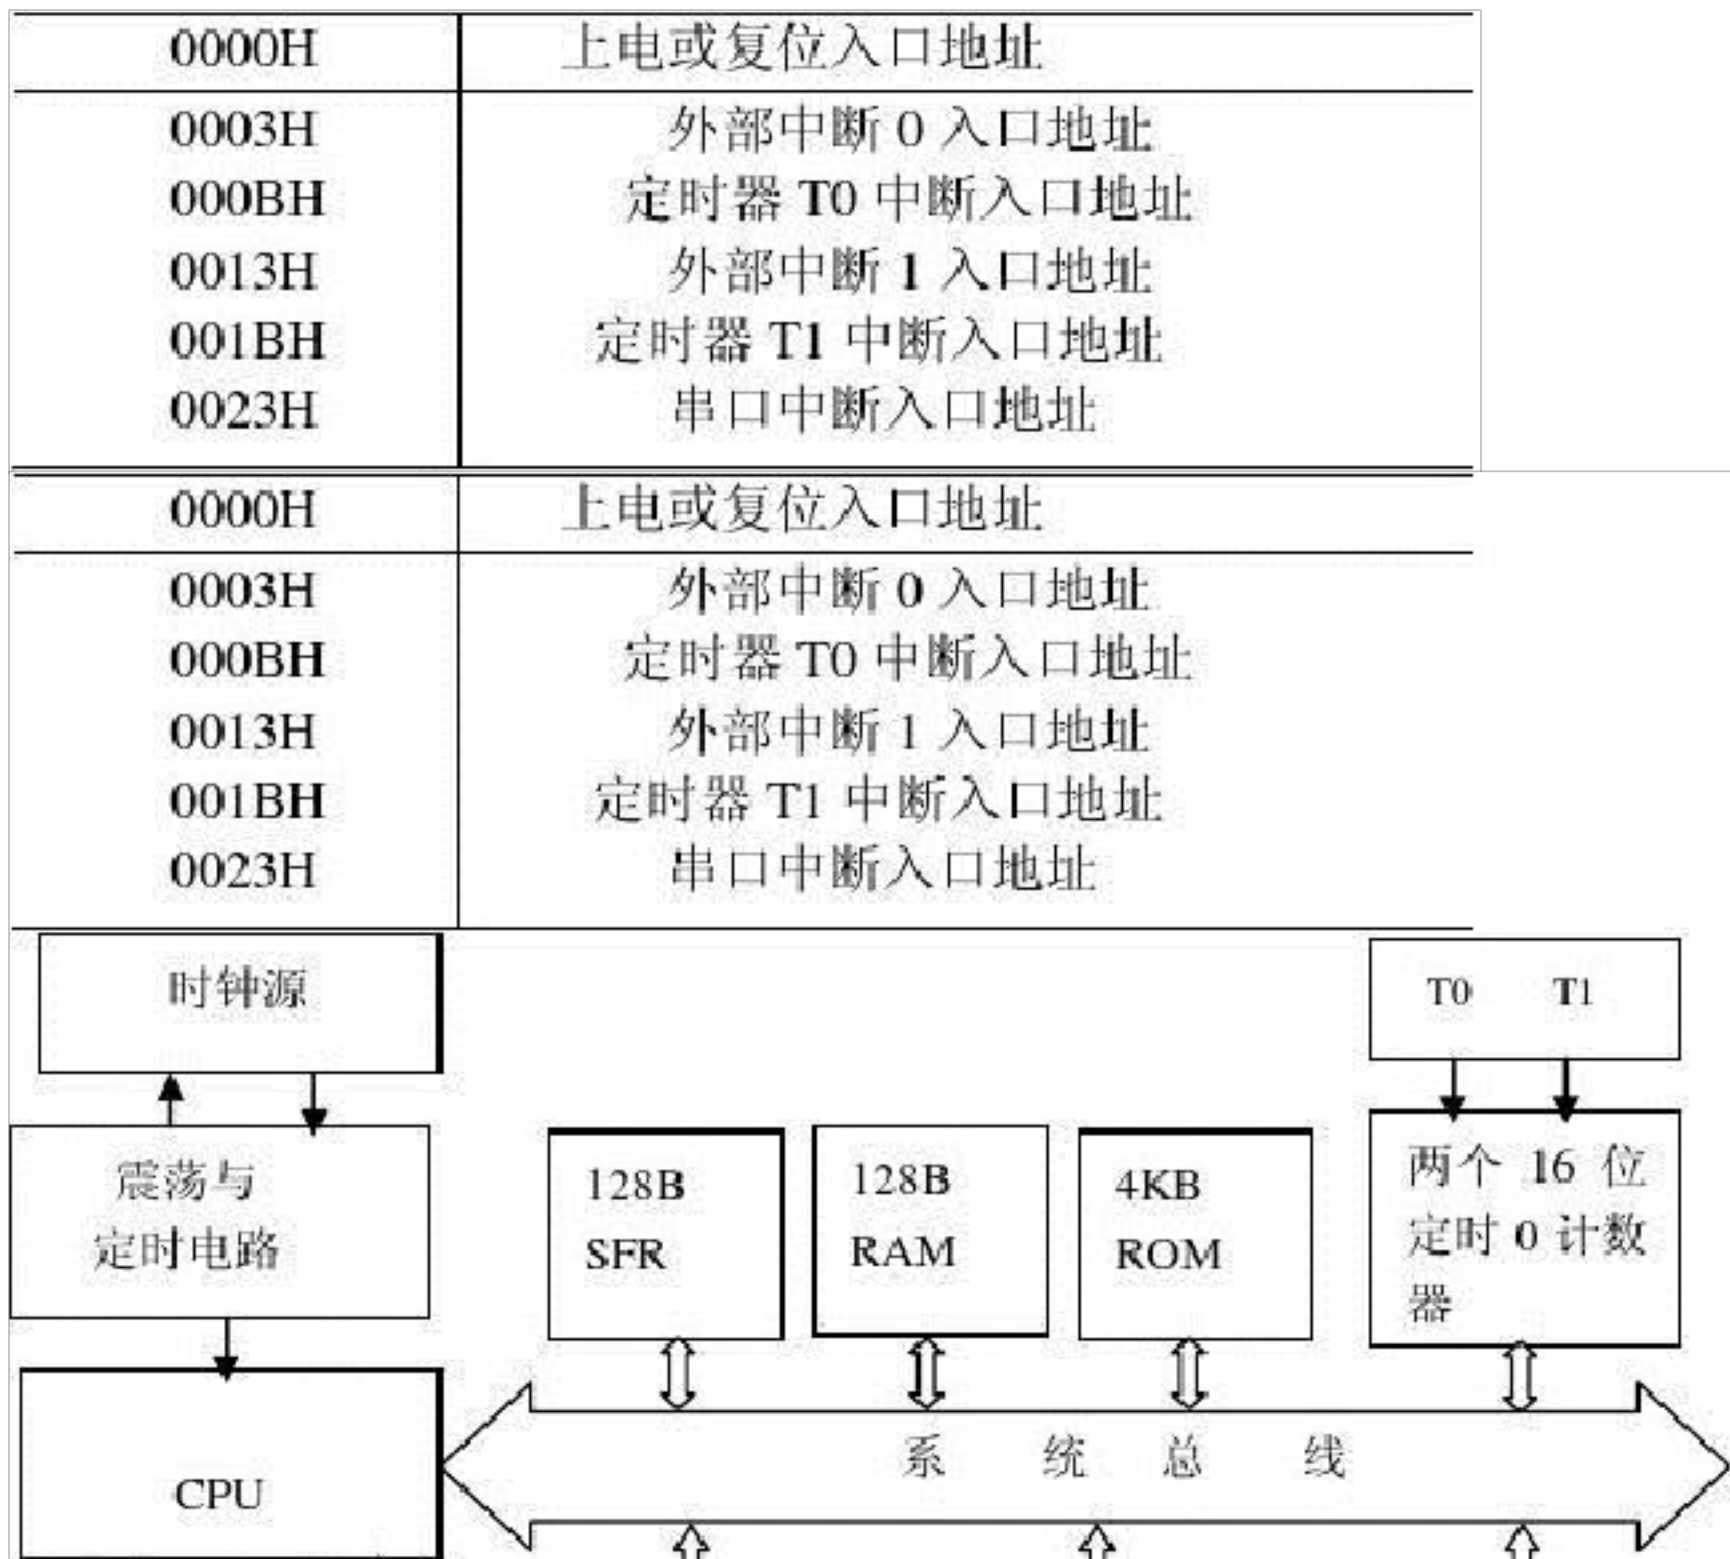 0000H 上电或复位入口地址
0003H 外部中断 0 入口地址
000BH 定时器 T0 中断入口地址
0013H 外部中断 1 入口地址
001BH 定时器 T1 中断入口地址
0023H 串口中断入口地址
0000H 上电或复位入口地址
0003H 外部中断 0 入口地址
000BH 定时器 T0 中断入口地址
0013H 外部中断 1 入口地址
001BH 定时器 T1 中断入口地址
0023H 串口中断入口地址
时钟源
T0 T1
震荡与
定时电路
128B
SFR
128B
RAM
4KB
ROM
两个 16 位
定时 0 计数
器
CPU
系统总线